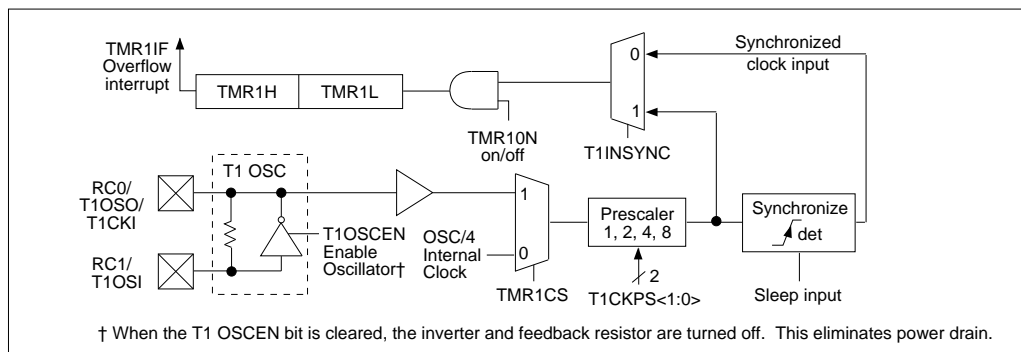 TMR1IF
Overflow
interrupt
TMR1H
TMR1L
TMR10N
on/off
0
1
T1INSYNC
Synchronized
clock input
RC0/
T1OSO/
T1CKI
RC1/
T1OSI
T1 OSC
T1OSCEN
Enable
Oscillator†
OSC/4
Internal
Clock
1
0
TMR1CS
Prescaler
1, 2, 4, 8
2
T1CKPS<1:0>
Synchronize
det
Sleep input
† When the T1 OSCEN bit is cleared, the inverter and feedback resistor are turned off. This eliminates power drain.